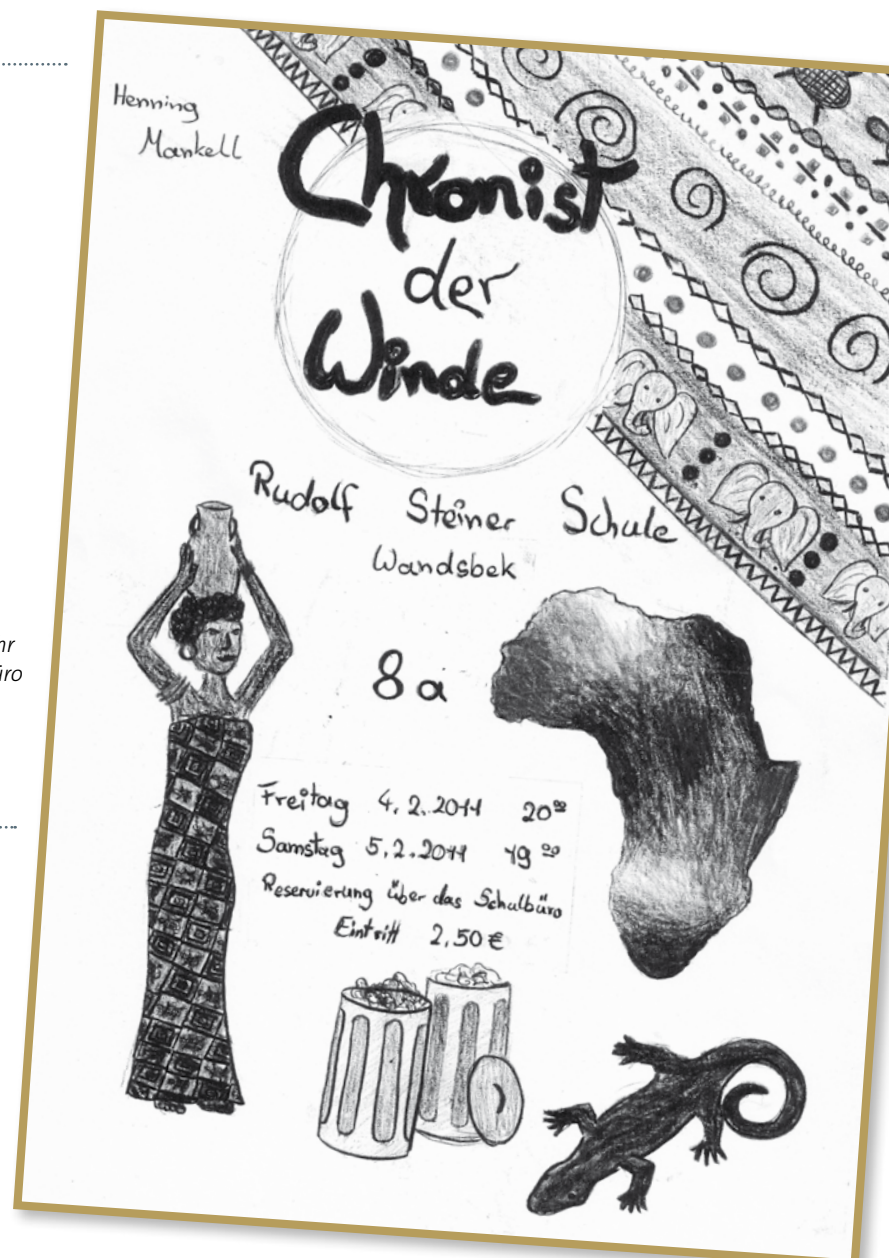 Henning
Mankell
Chronist
der
Winde
Rudolf Steiner Schule
Wandsbek
8a
Freitag 4.2.2011 20⁰⁰
Samstag 5.2.2011 19⁰⁰
Reservierung über das Schulbüro
Eintritt 2,50 €